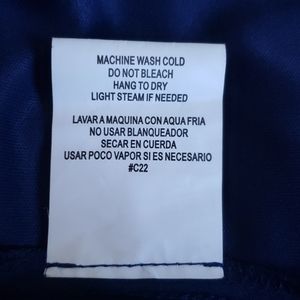 MACHINE WASH COLD
DO NOT BLEACH
HANG TO DRY
LIGHT STEAM IF NEEDED
LAVAR A MAQUINA CON AQUA FRIA
NO USAR BLANQUEADOR
SECAR EN CUERDA
USAR POCO VAPOR SI ES NECESARIO
#C22